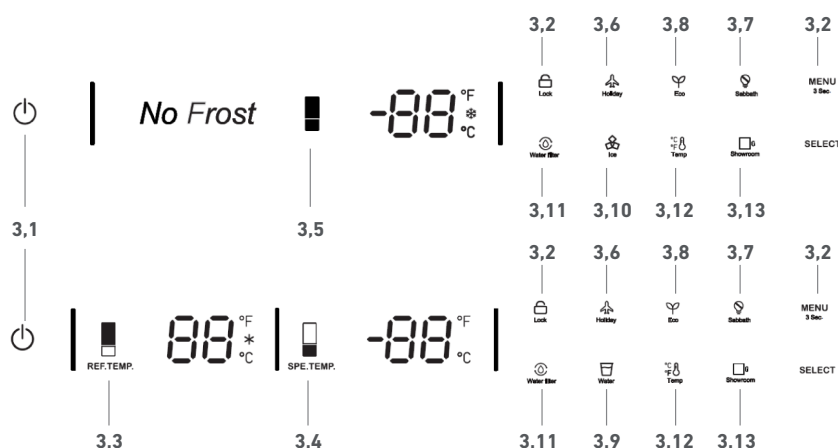 3,2 3,6 3,8 3,7 3,2
Lock Holiday Eco Sabbath MENU
3 Sec.
No Frost -88 °F
°C
Water filter Ice °C °F Temp Showroom SELECT
3,11 3,10 3,12 3,13
3,1 3,5
3,2 3,6 3,8 3,7 3,2
Lock Holiday Eco Sabbath MENU
3 Sec.
88 °F * °C -88 °F °C
REF.TEMP. SPE.TEMP.
Water filter Water °C °F Temp Showroom SELECT
3,3 3,4 3,11 3,9 3,12 3,13